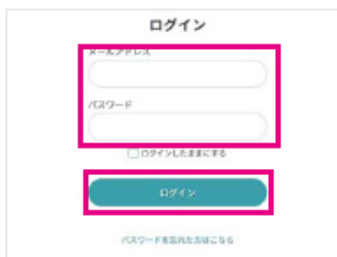 ログイン
メールアドレス
パスワード
ログインしたままにする
ログイン
パスワードを忘れた方はこちら